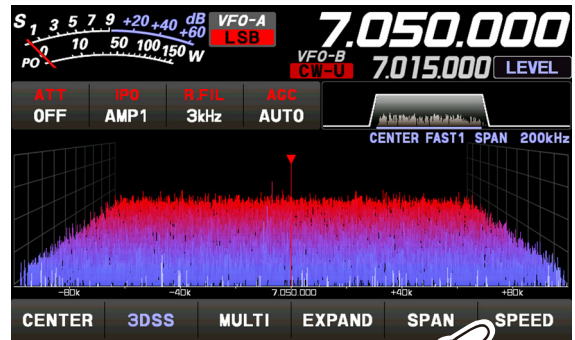 S 1 3 5 7 9 +20 +40 +60 dB
PO 0 10 50 100 150 W
VFO-A
LSB
7.050.000
VFO-B
CW-U 7.015.000 LEVEL
ATT IPO R.FIL AGC
OFF AMP1 3kHz AUTO
CENTER FAST1 SPAN 200kHz
-80k -40k 7.050.000 +40k +80k
CENTER 3DSS MULTI EXPAND SPAN SPEED